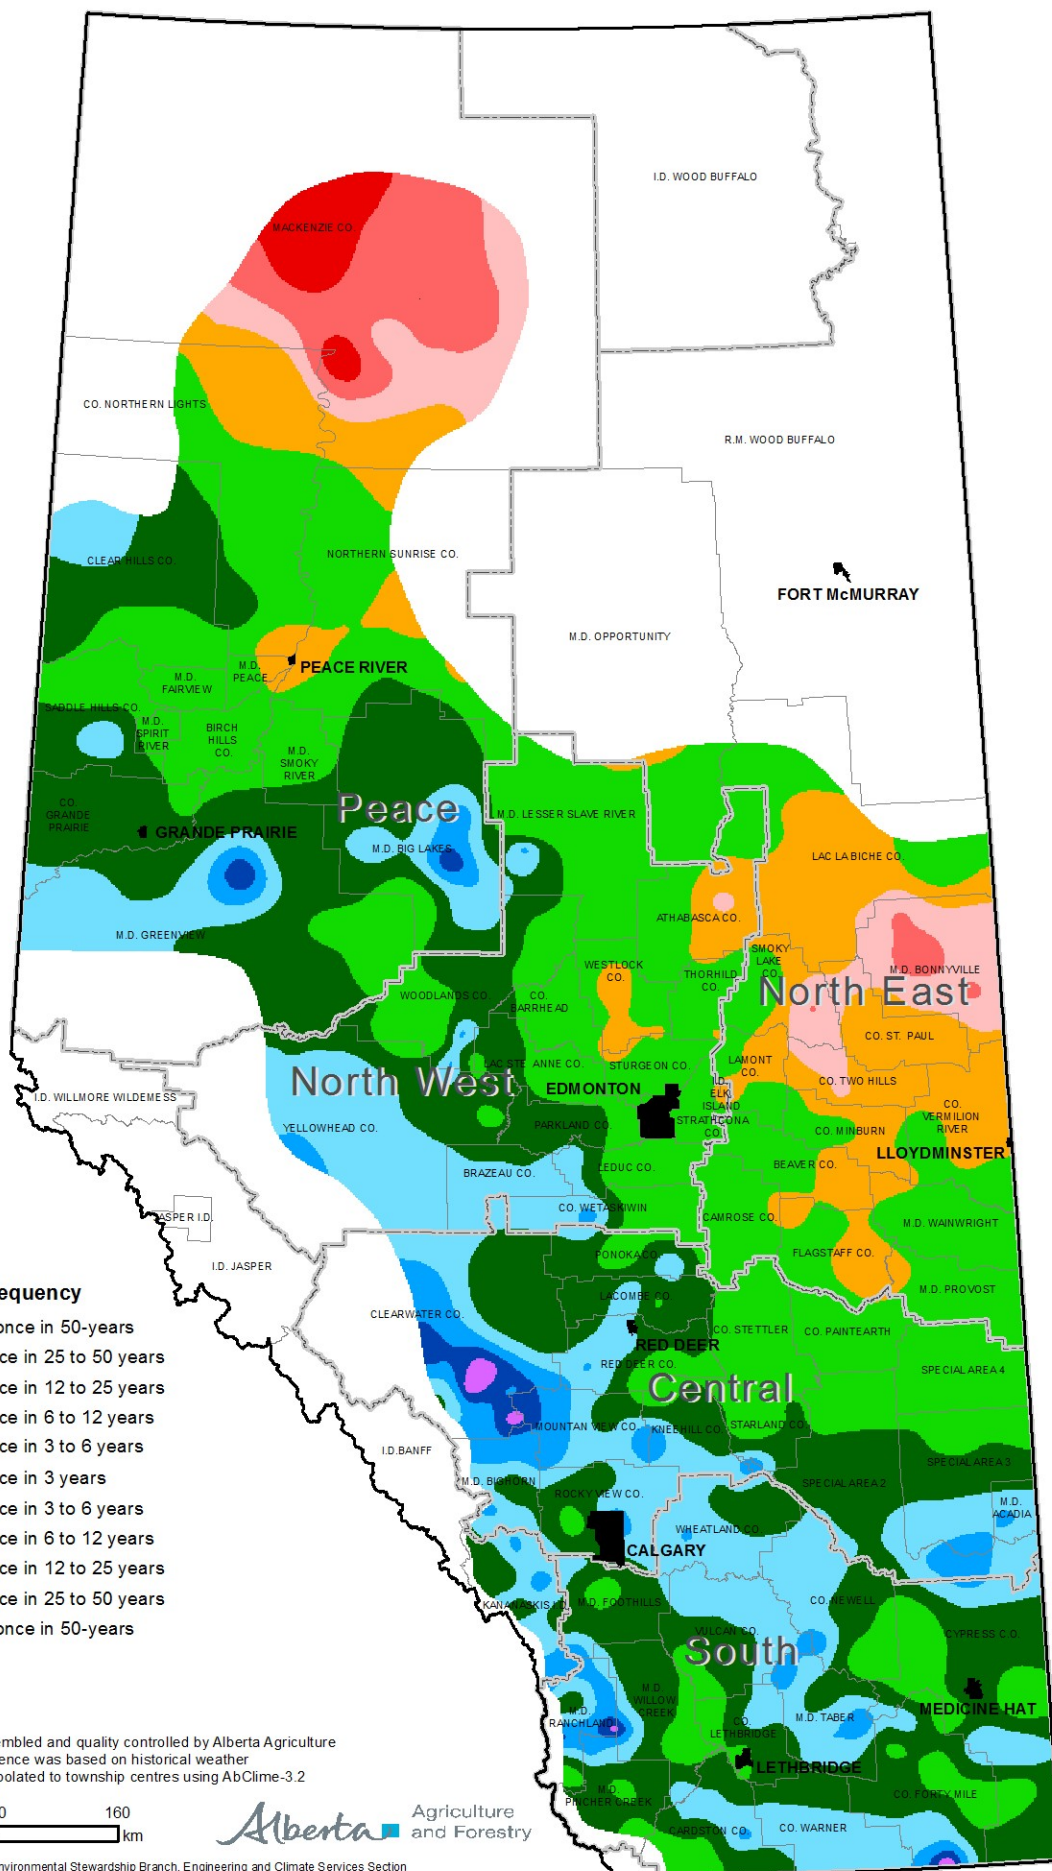 I.D. WOOD BUFFALO
MACKENZIE CO.
CO. NORTHERN LIGHTS
R.M. WOOD BUFFALO
CLEAR HILLS CO.
NORTHERN SUNRISE CO.
FORT McMURRAY
M.D. OPPORTUNITY
PEACE RIVER
M.D.
PEACE
M.D.
FAIRVIEW
SADDLE HILLS CO.
M.D.
SPIRIT
RIVER
BIRCH
HILLS
CO.
M.D.
SMOKY
RIVER
CO.
GRANDE
PRAIRIE
Peace
M.D. LESSER SLAVE RIVER
GRANDE PRAIRIE
M.D. BIG LAKES
LAC LA BICHE CO.
ATHABASCA CO.
M.D. GREENVIEW
WESTLOCK
CO.
THORHILD
CO.
SMOKY
LAKE
CO.
M.D. BONNYVILLE
North East
WOODLANDS CO.
CO.
BARRHEAD
CO. ST. PAUL
LAC STE. ANNE CO.
STURGEON CO.
LAMONT
CO.
North West
EDMONTON
I.D.
ELK
ISLAND
CO. TWO HILLS
I.D. WILLMORE WILDERNESS
CO.
VERMILION
RIVER
YELLOWHEAD CO.
PARKLAND CO.
STRATHCONA
CO.
CO. MINBURN
LLOYDMINSTER
BRAZEAU CO.
LEDUC CO.
BEAVER CO.
CO. WETASKIWIN
CAMROSE CO.
JASPER I.D.
M.D. WAINWRIGHT
PONOKA CO.
FLAGSTAFF CO.
I.D. JASPER
M.D. PROVOST
LACOMBE CO.
CLEARWATER CO.
CO. STETTLER
CO. PAINTEARTH
RED DEER
RED DEER CO.
SPECIAL AREA 4
Central
MOUNTAIN VIEW CO.
KNEEHILL CO.
STARLAND CO.
I.D.BANFF
SPECIAL AREA 3
M.D. BIGHORN
SPECIAL AREA 2
ROCKY VIEW CO.
M.D.
ACADIA
WHEATLAND CO.
CALGARY
KANANASKIS I.D.
M.D. FOOTHILLS
CO. NEWELL
VULCAN CO.
CYPRESS CO.
South
M.D.
WILLOW
CREEK
M.D.
RANCHLAND
M.D. TABER
MEDICINE HAT
CO.
LETHBRIDGE
LETHBRIDGE
M.D.
PINCHER CREEK
CO. FORTY MILE
CARDSTON CO.
CO. WARNER
equency
once in 50-years
ce in 25 to 50 years
ce in 12 to 25 years
ce in 6 to 12 years
ce in 3 to 6 years
ce in 3 years
ce in 3 to 6 years
ce in 6 to 12 years
ce in 12 to 25 years
ce in 25 to 50 years
once in 50-years
embled and quality controlled by Alberta Agriculture
ence was based on historical weather
polated to township centres using AbClime-3.2
0 160
km
Alberta
Agriculture
and Forestry
nvironmental Stewardship Branch, Engineering and Climate Services Section